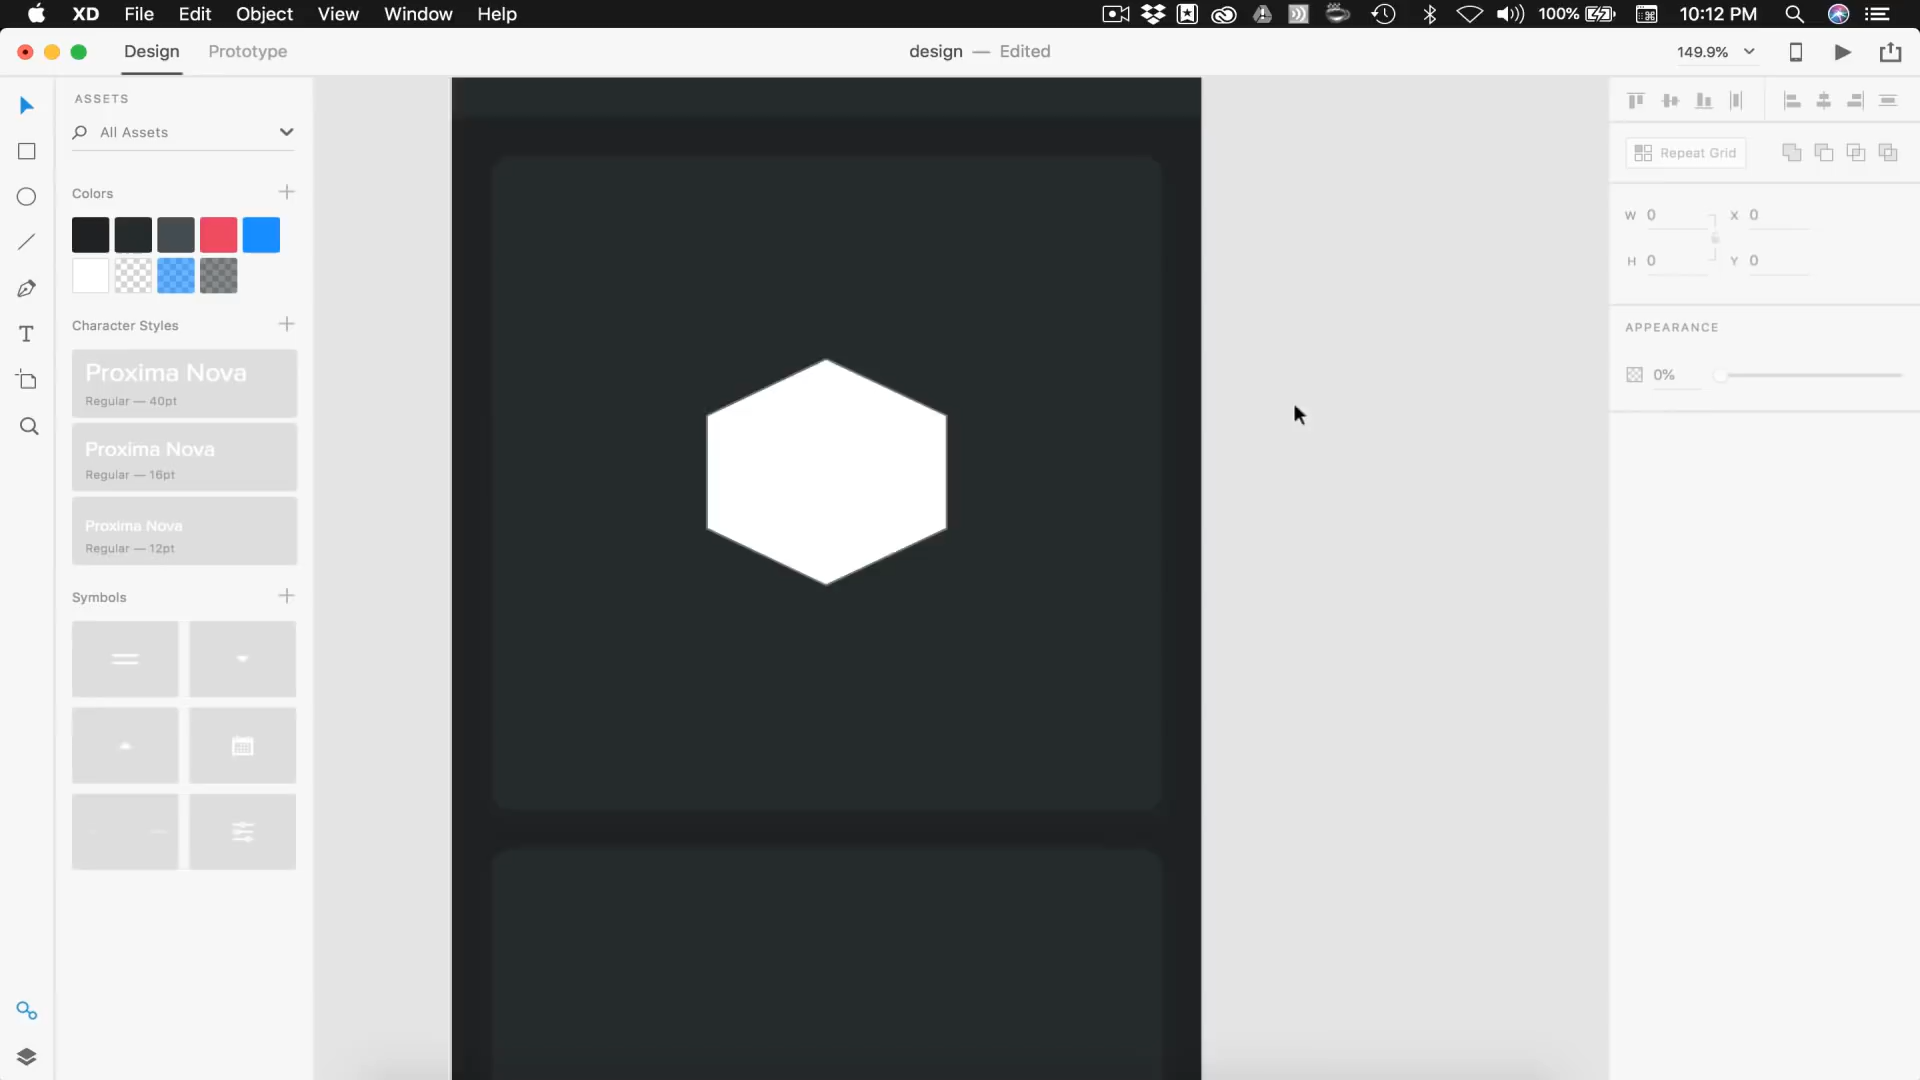 XD File Edit Object View Window Help 100% 10:12 PM
Design Prototype design — Edited 149.9%
ASSETS
All Assets
Repeat Grid
Colors
W 0 X 0
H 0 Y 0
Character Styles
APPEARANCE
Proxima Nova
Regular — 40pt
0%
Proxima Nova
Regular — 16pt
Proxima Nova
Regular — 12pt
Symbols